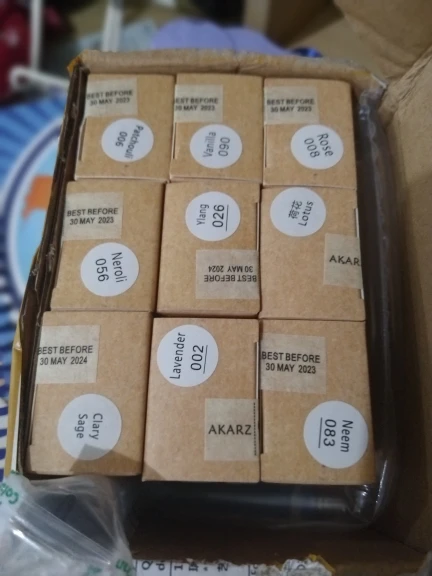 BEST BEFORE
30 MAY 2023
Patchouli
006
BEST BEFORE
30 MAY 2023
Vanilla
090
BEST BEFORE
30 MAY 2023
Rose
008
BEST BEFORE
30 MAY 2023
Neroli
056
Ylang
026
BEST BEFORE
30 MAY 2024
荷花
Lotus
AKAR
BEST BEFORE
30 MAY 2024
Clary
Sage
Lavender
002
AKARZ
BEST BEFORE
30 MAY 2023
Neem
083